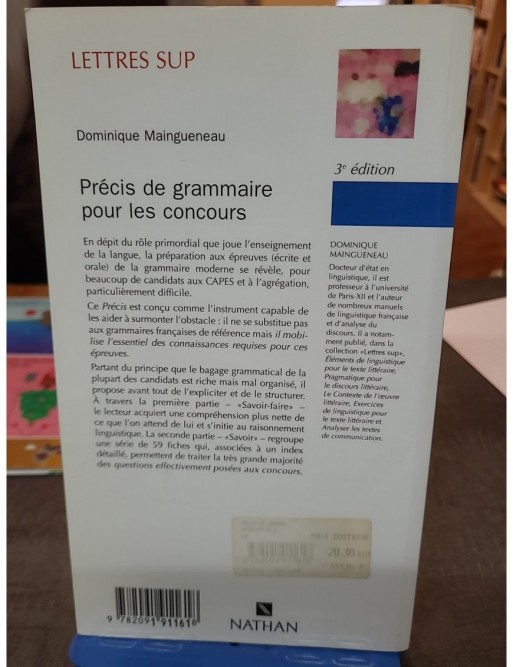 LETTRES SUP
Dominique Maingueneau
3e édition
Précis de grammaire
pour les concours
En dépit du rôle primordial que joue l'enseignement
de la langue, la préparation aux épreuves (écrite et
orale) de la grammaire moderne se révèle, pour
beaucoup de candidats aux CAPES et à l'agrégation,
particulièrement difficile.
Ce Précis est conçu comme l'instrument capable de
les aider à surmonter l'obstacle : il ne se substitue pas
aux grammaires françaises de référence mais il mobi-
lise l'essentiel des connaissances requises pour ces
épreuves.
Partant du principe que le bagage grammatical de la
plupart des candidats est riche mais mal organisé, il
propose avant tout de l'expliciter et de le structurer.
À travers la première partie – «Savoir-faire» –
le lecteur acquiert une compréhension plus nette de
ce que l'on attend de lui et s'initie au raisonnement
linguistique. La seconde partie – «Savoir» – regroupe
une série de 59 fiches qui, associées à un index
détaillé, permettent de traiter la très grande majorité
des questions effectivement posées aux concours.
DOMINIQUE
MAINGUENEAU
Docteur d'état en
linguistique, il est
professeur à l'université
de Paris-XII et l'auteur
de nombreux manuels
de linguistique française
et d'analyse du
discours. Il a notam-
ment publié, dans la
collection «Lettres sup»,
Éléments de linguistique
pour le texte littéraire,
Pragmatique pour
le discours littéraire,
Le Contexte de l'œuvre
littéraire, Exercices
de linguistique pour
le texte littéraire et
Analyser les textes
de communication.
PRIX EDITEUR
20.30
9 782091 911618
NATHAN